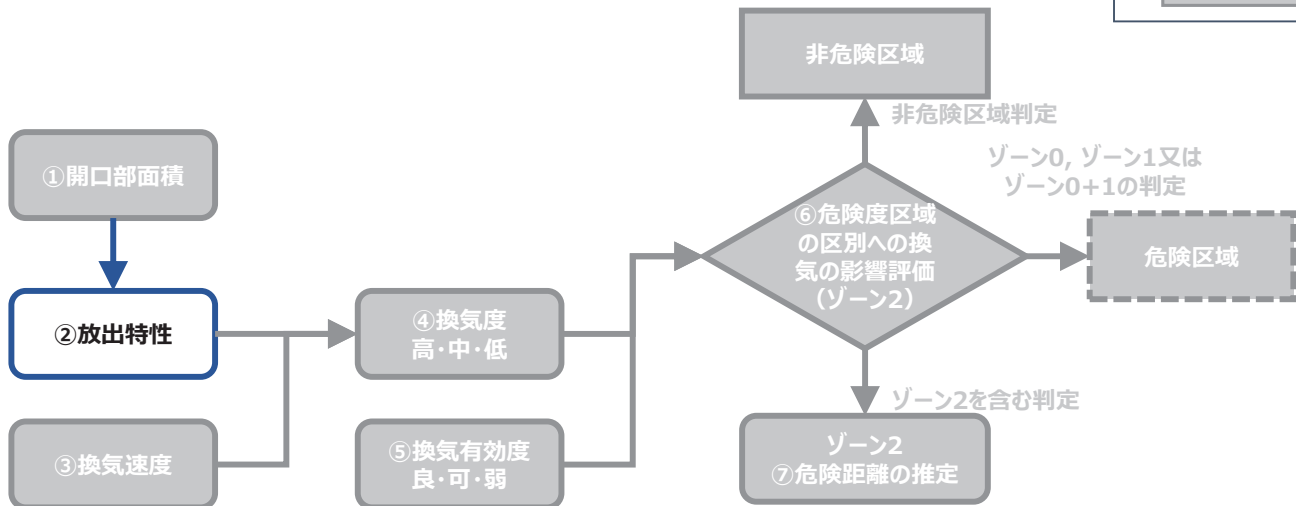 非危険区域
非危険区域判定
①開口部面積
ゾーン0, ゾーン1又は
ゾーン0+1の判定
⑥危険度区域
の区別への換
気の影響評価
(ゾーン2)
危険区域
②放出特性
④換気度
高・中・低
ゾーン2を含む判定
③換気速度
⑤換気有効度
良・可・弱
ゾーン2
⑦危険距離の推定